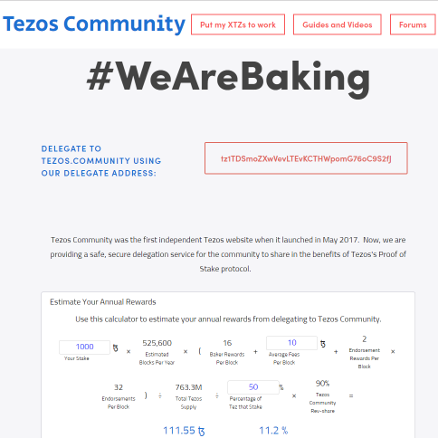 Tezos Community
Put my XTZs to work
Guides and Videos
Forums
#WeAreBaking
DELEGATE TO
TEZOS.COMMUNITY USING
OUR DELEGATE ADDRESS:
Tezos Community was the first independent Tezos website when it launched in May 2017. Now, we are
providing a safe, secure delegation service for the community to share in the benefits of Tezos's Proof of
Stake protocol.
Estimate Your Annual Rewards
Use this calculator to estimate your annual rewards from delegating to Tezos Community.
1000 ꜩ × 525,600 × ( 16 + 10 ꜩ + 2 ×
Your Stake
Estimated Blocks Per Year
Baker Rewards Per Block
Average Fees Per Block
Endorsement Rewards Per Block
32 ) ÷ 763.3M ÷ 50 % × 90% =
Endorsements Per Block
Total Tezos Supply
Percentage of Tez that Stake
Tezos Community Rev-share
111.55 ꜩ 11.2 %